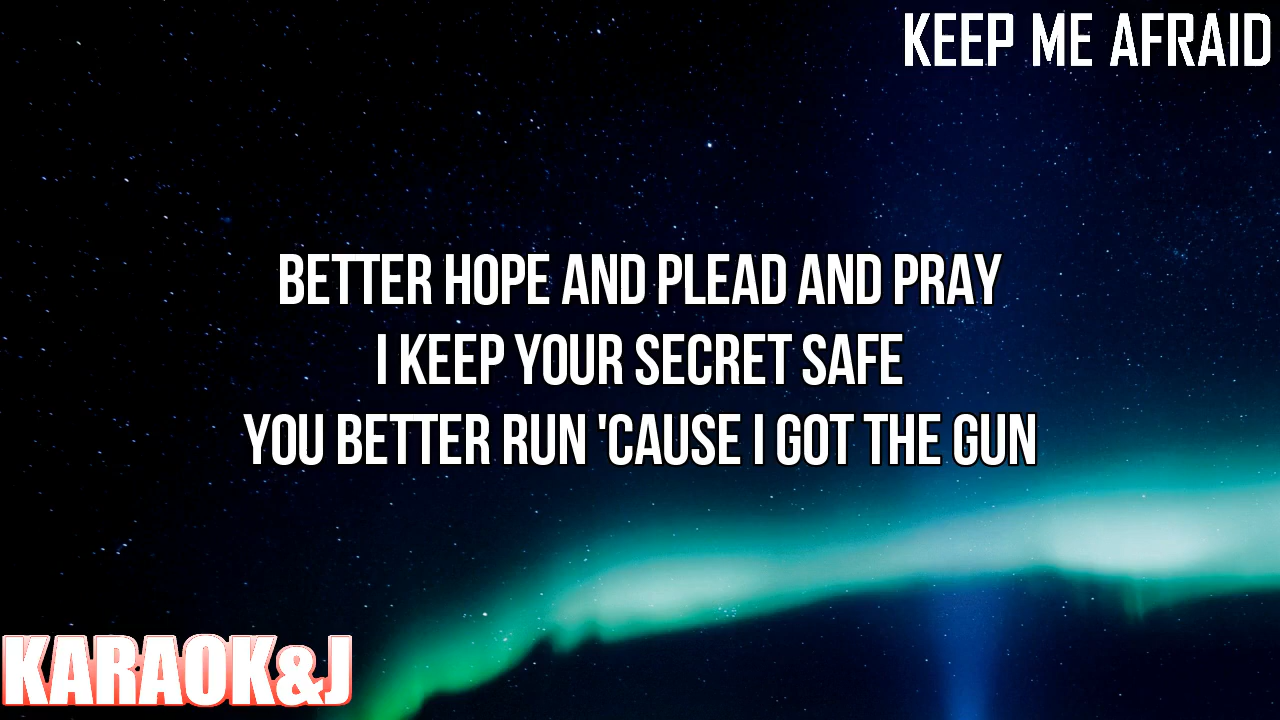 KEEP ME AFRAID
BETTER HOPE AND PLEAD AND PRAY
I KEEP YOUR SECRET SAFE
YOU BETTER RUN 'CAUSE I GOT THE GUN
KARAOK&J